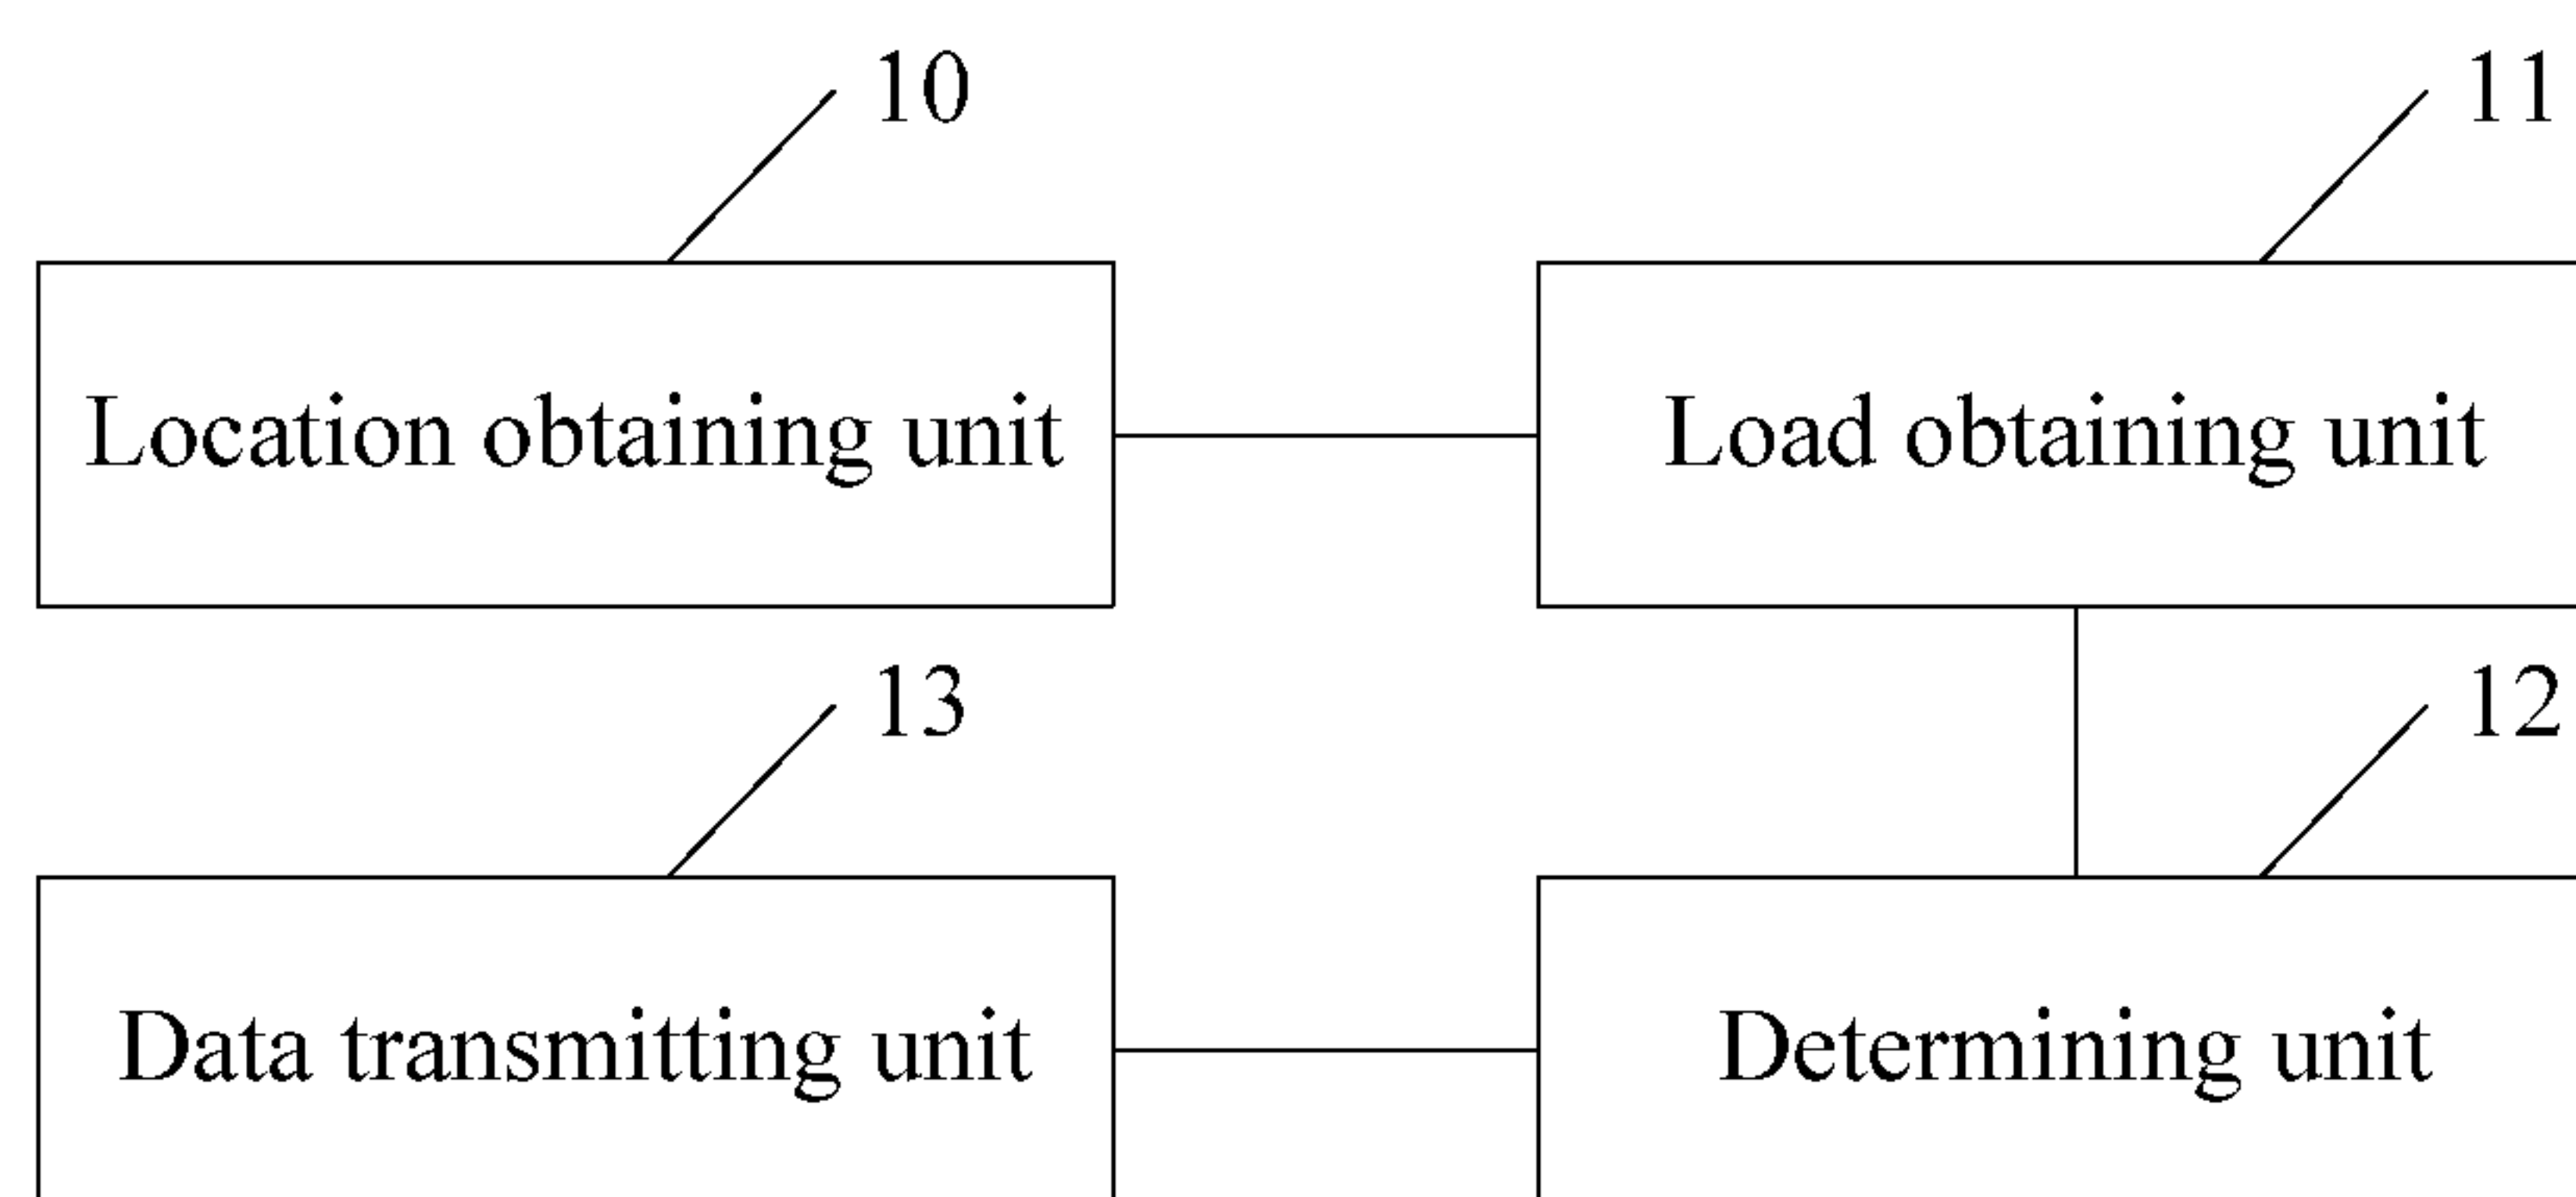 10
11
Location obtaining unit
Load obtaining unit
13
12
Data transmitting unit
Determining unit